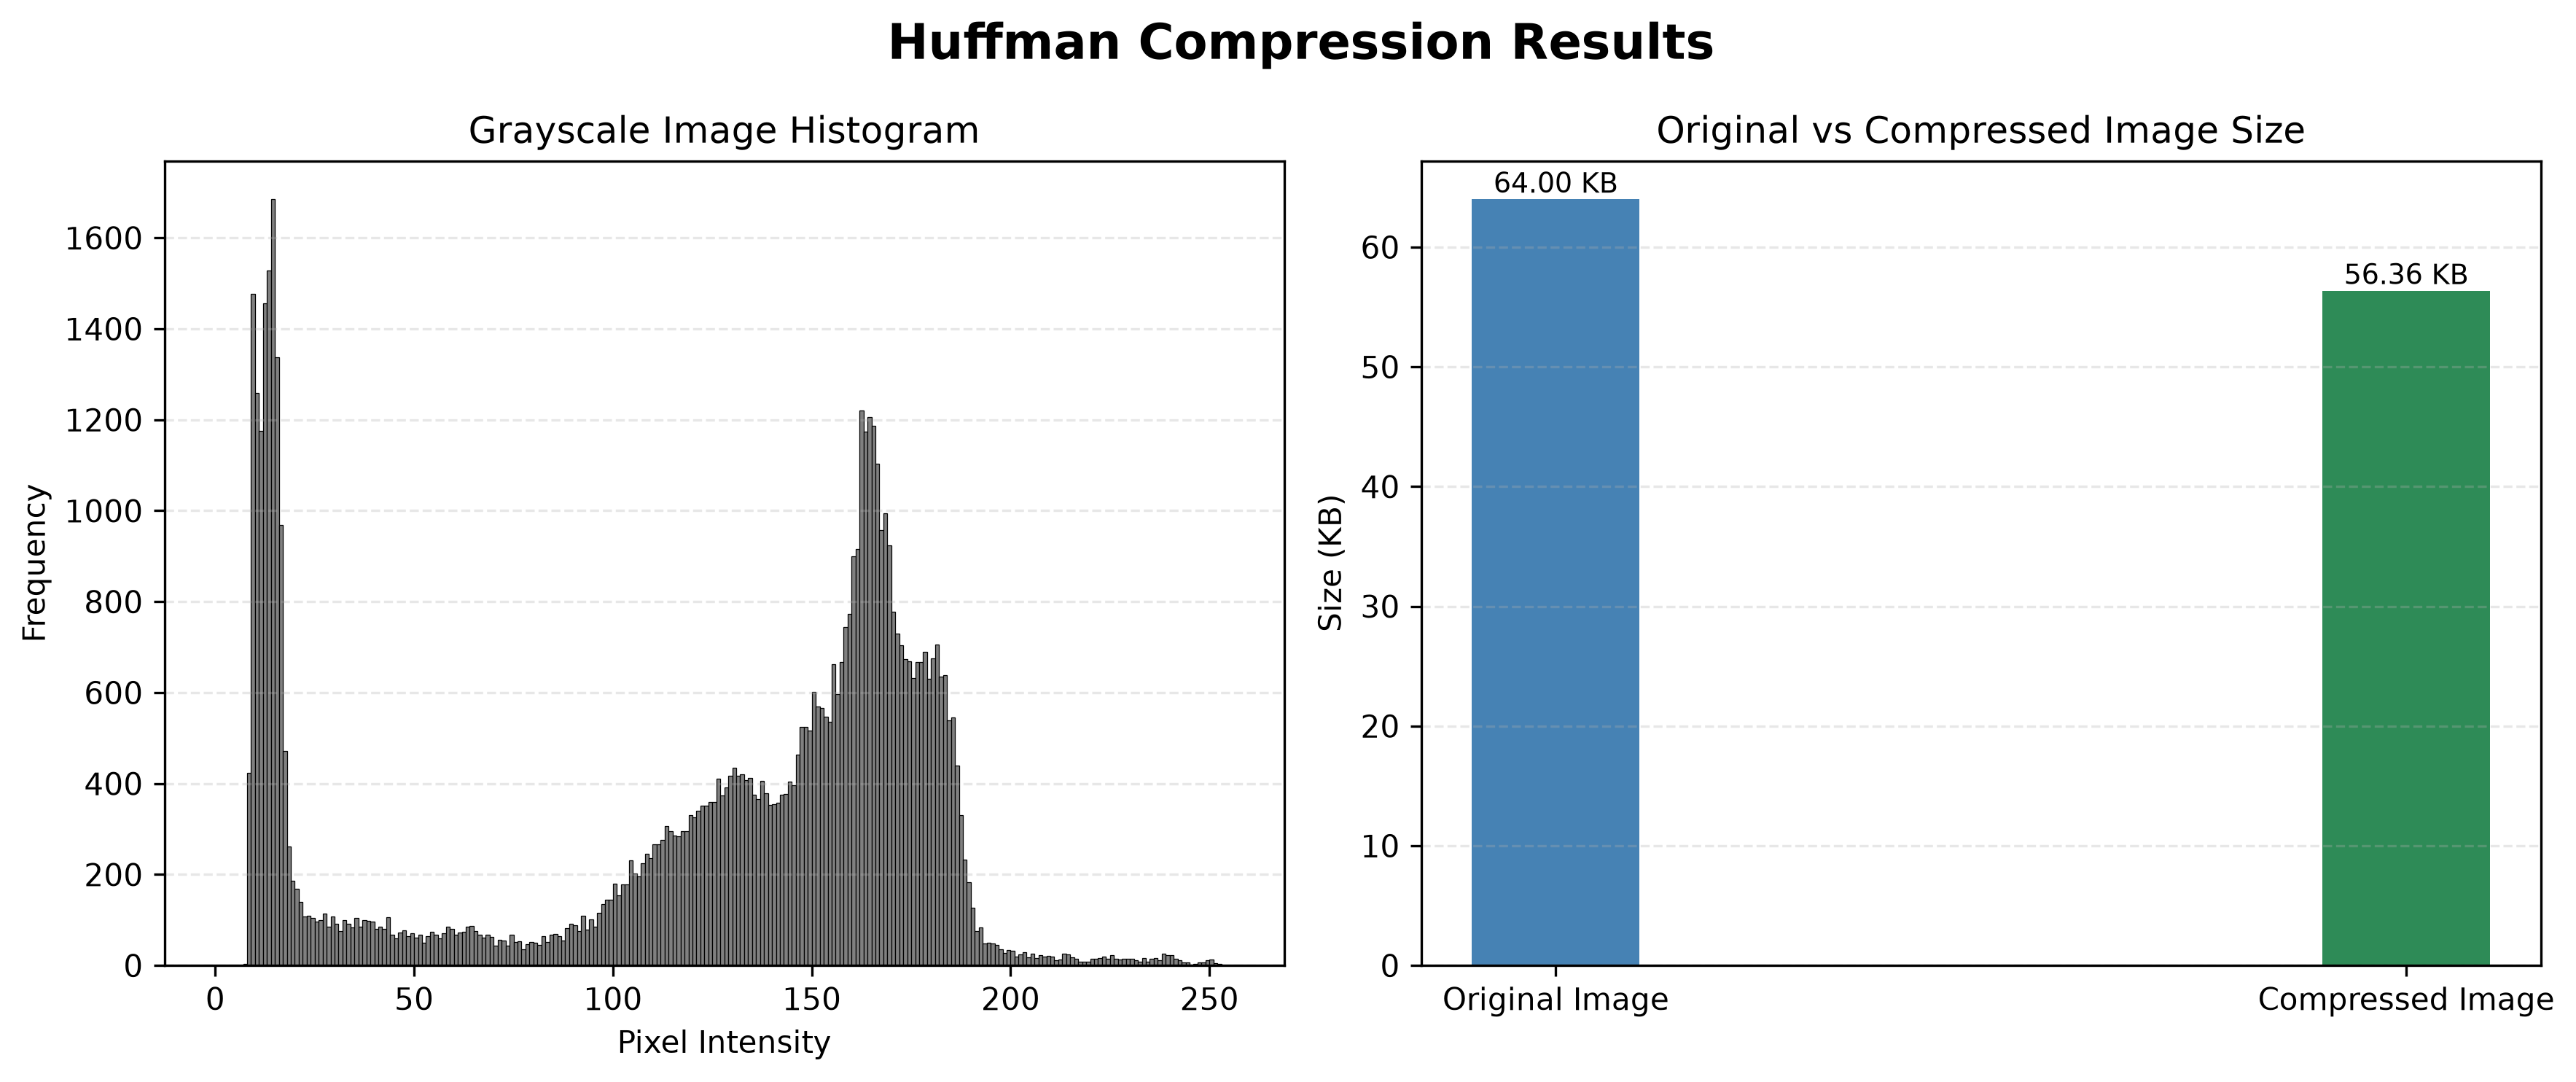 Huffman Compression Results
Grayscale Image Histogram
1600
1400
1200
1000
800
600
400
200
0
Frequency
0 50 100 150 200 250
Pixel Intensity
Original vs Compressed Image Size
64.00 KB
56.36 KB
60
50
40
30
20
10
0
Size (KB)
Original Image Compressed Image